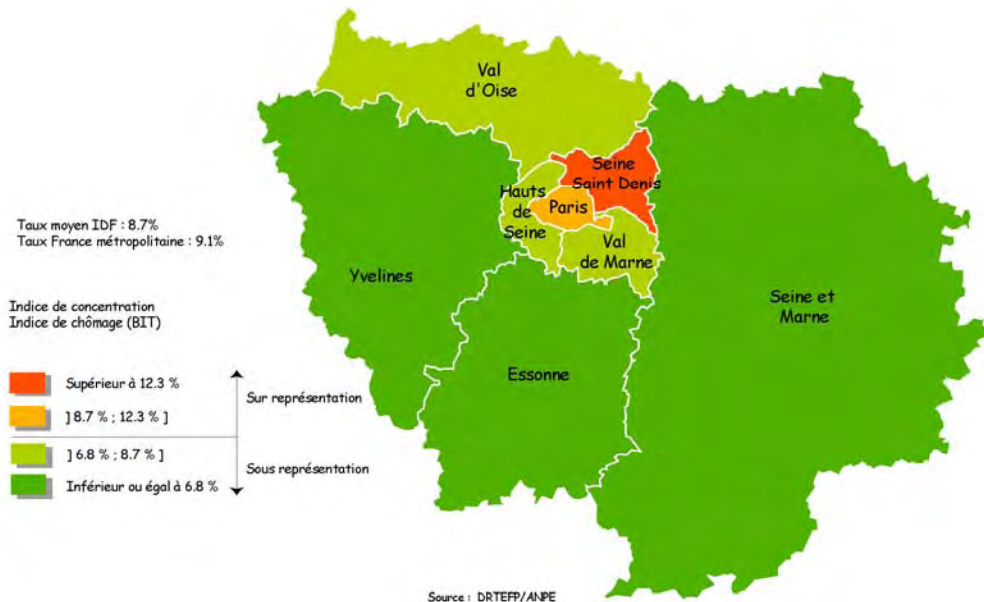 Val
d'Oise
Seine
Saint Denis
Hauts
de
Seine
Paris
Val
de Marne
Yvelines
Seine et
Marne
Essonne
Taux moyen IDF : 8.7%
Taux France métropolitaine : 9.1%
Indice de concentration
Indice de chômage (BIT)
Supérieur à 12.3 %
] 8.7 % ; 12.3 % ]
Sur représentation
] 6.8 % ; 8.7 % ]
Sous représentation
Inférieur ou égal à 6.8 %
Source : DRTEFP/ANPE